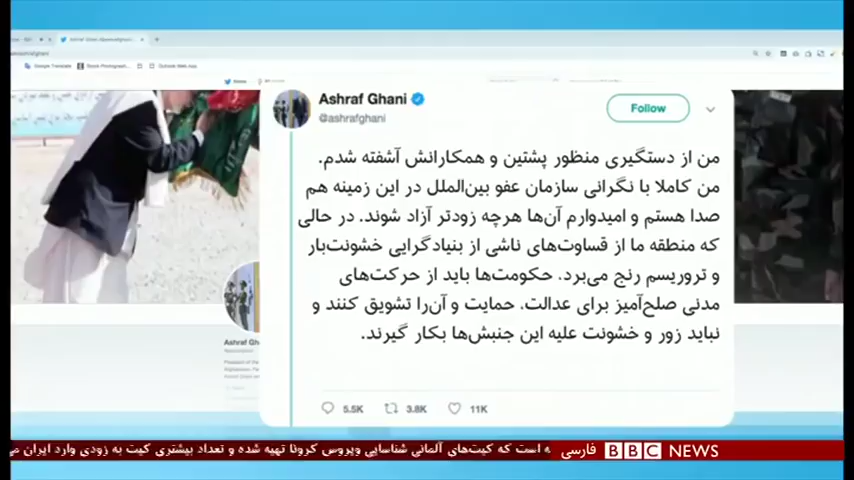 Ashraf Ghani
@ashrafghani
Follow
من از دستگیری منظور پشتین و همکارانش آشفته شدم.
من کاملا با نگرانی سازمان عفو بین‌الملل در این زمینه هم
صدا هستم و امیدوارم آن‌ها هرچه زودتر آزاد شوند. در حالی
که منطقه ما از قساوت‌های ناشی از بنیادگرایی خشونت‌بار
و تروریسم رنج می‌برد. حکومت‌ها باید از حرکت‌های
مدنی صلح‌آمیز برای عدالت، حمایت و آن‌را تشویق کنند و
نباید زور و خشونت علیه این جنبش‌ها بکار گیرند.
5.5K 3.8K 11K
Ashraf Gh
BBC NEWS فارسی
ه است که کیت‌های آلمانی شناسایی ویروس کرونا تهیه شده و تعداد بیشتری کیت به زودی وارد ایران می